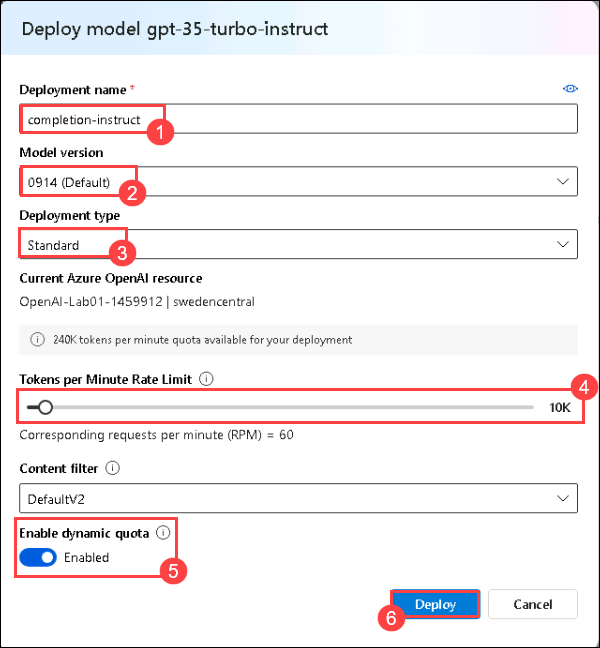 Deploy model gpt-35-turbo-instruct
Deployment name *
completion-instruct
1
Model version
0914 (Default)
2
Deployment type
Standard
3
Current Azure OpenAI resource
OpenAI-Lab01-1459912 | swedencentral
240K tokens per minute quota available for your deployment
Tokens per Minute Rate Limit
4
10K
Corresponding requests per minute (RPM) = 60
Content filter
DefaultV2
Enable dynamic quota
Enabled
5
6
Deploy Cancel